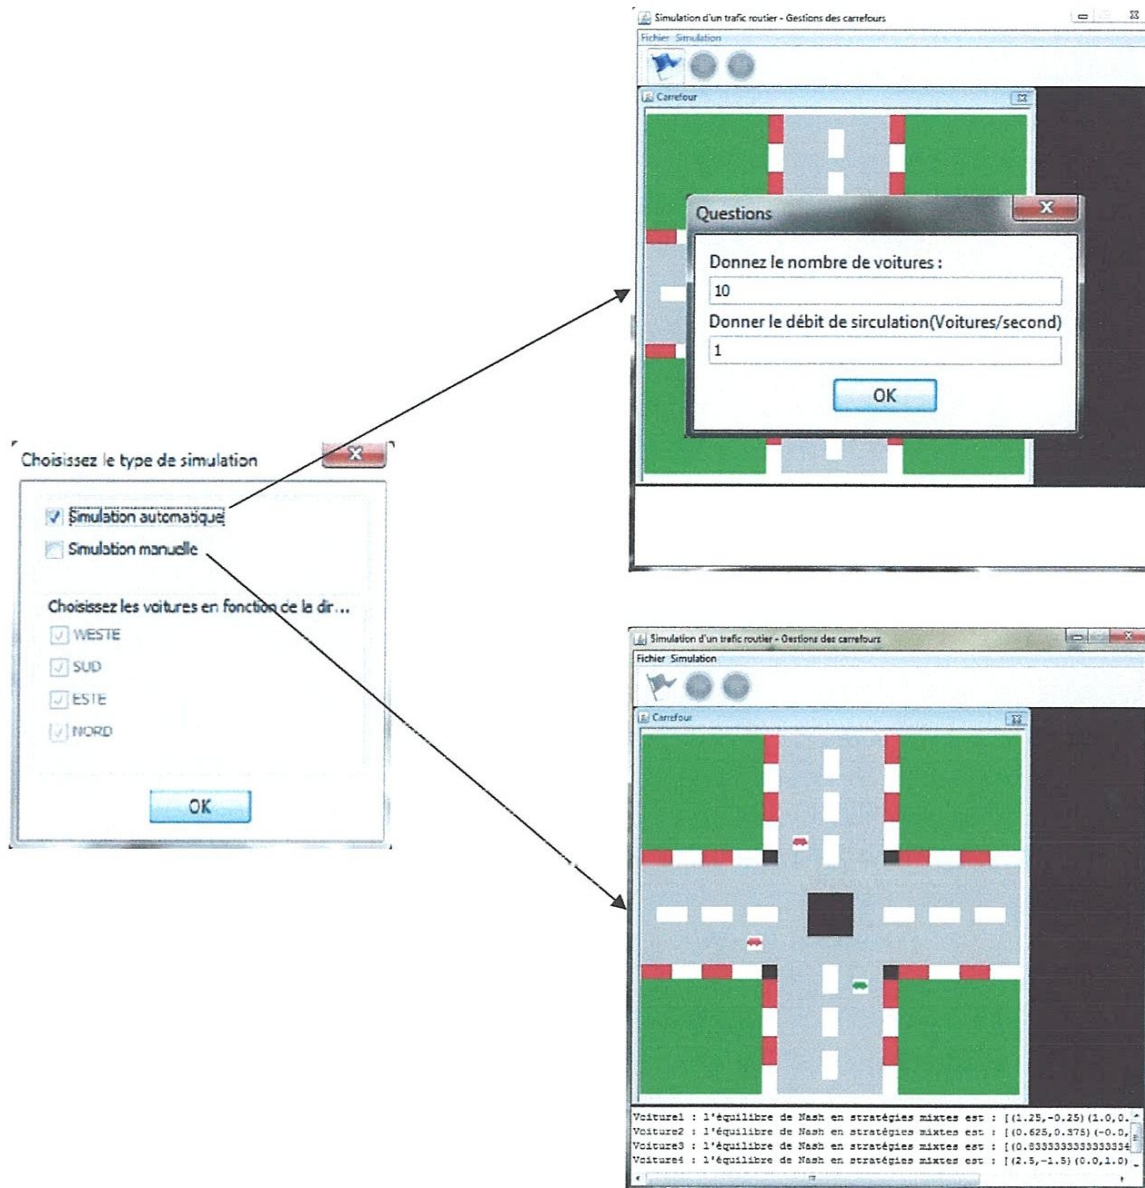 Simulation d'un trafic routier - Gestions des carrefours
Fichier Simulation
Carrefour
Questions
Donnez le nombre de voitures :
10
Donner le débit de sirculation(Voitures/second)
1
OK
Choisissez le type de simulation
Simulation automatique
Simulation manuelle
Choisissez les voitures en fonction de la dir...
WESTE
SUD
ESTE
NORD
OK
Simulation d'un trafic routier - Gestions des carrefours
Fichier Simulation
Carrefour
Voiture1 : l'équilibre de Nash en stratégies mixtes est : [(1.25,-0.25)(1.0,0.
Voiture2 : l'équilibre de Nash en stratégies mixtes est : [(0.625,0.375)(-0.0,
Voiture3 : l'équilibre de Nash en stratégies mixtes est : [(0.8333333333333334
Voiture4 : l'équilibre de Nash en stratégies mixtes est : [(2.5,-1.5)(0.0,1.0)